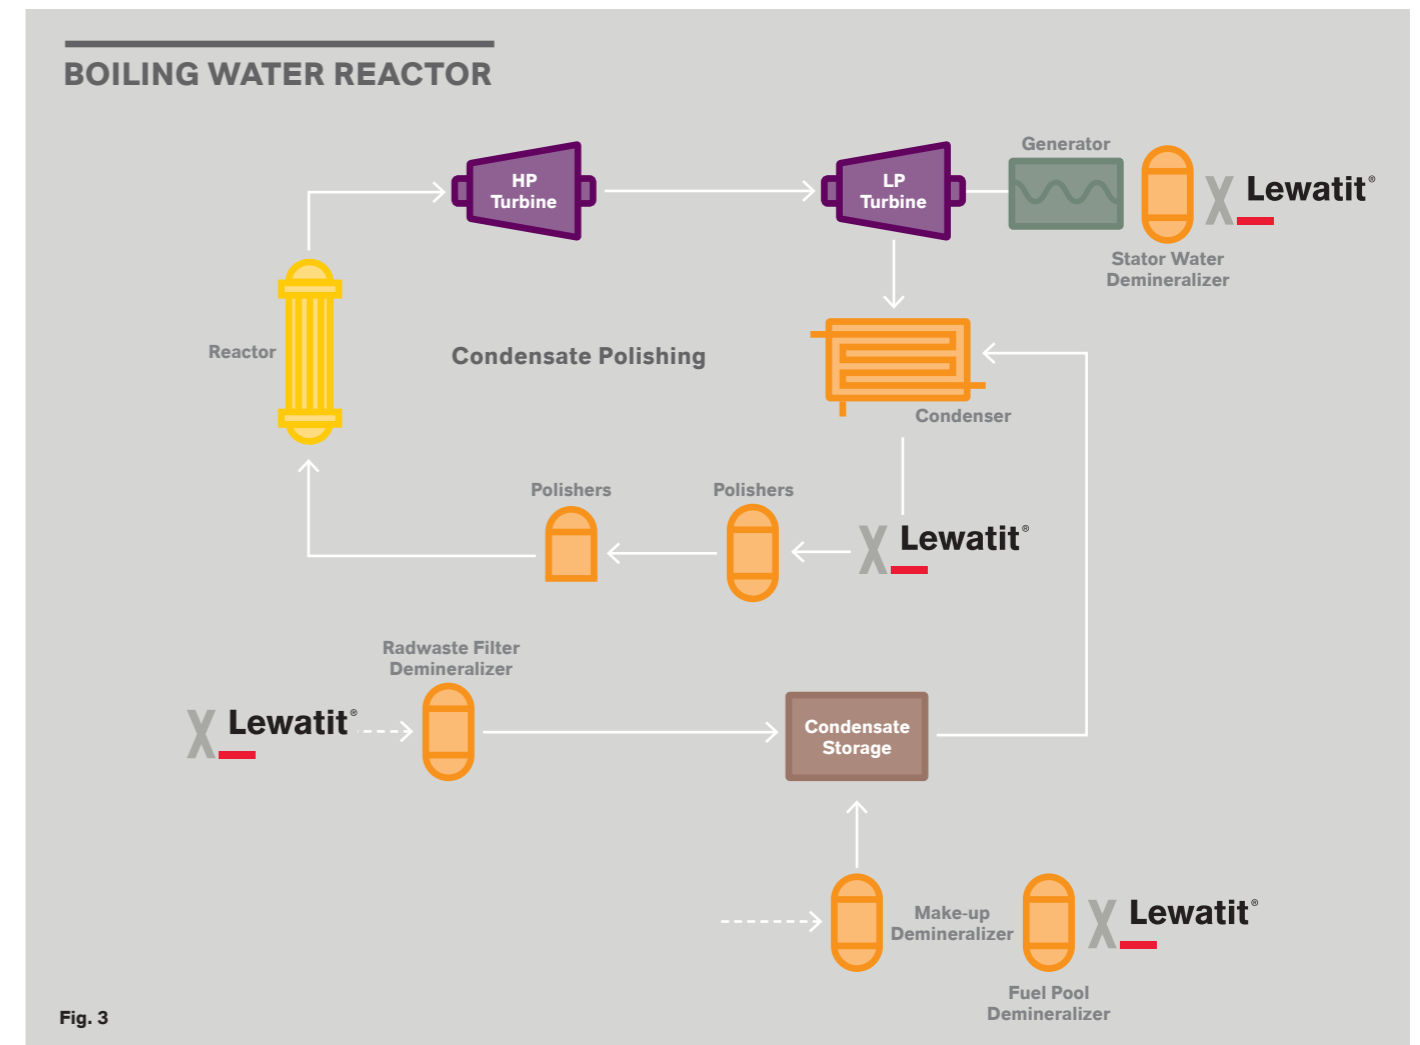 BOILING WATER REACTOR
Generator
HP
Turbine
LP
Turbine
Lewatit®
Stator Water
Demineralizer
Reactor
Condensate Polishing
Condenser
Polishers
Polishers
Lewatit®
Radwaste Filter
Demineralizer
Lewatit®
Condensate
Storage
Make-up
Demineralizer
Lewatit®
Fuel Pool
Demineralizer
Fig. 3